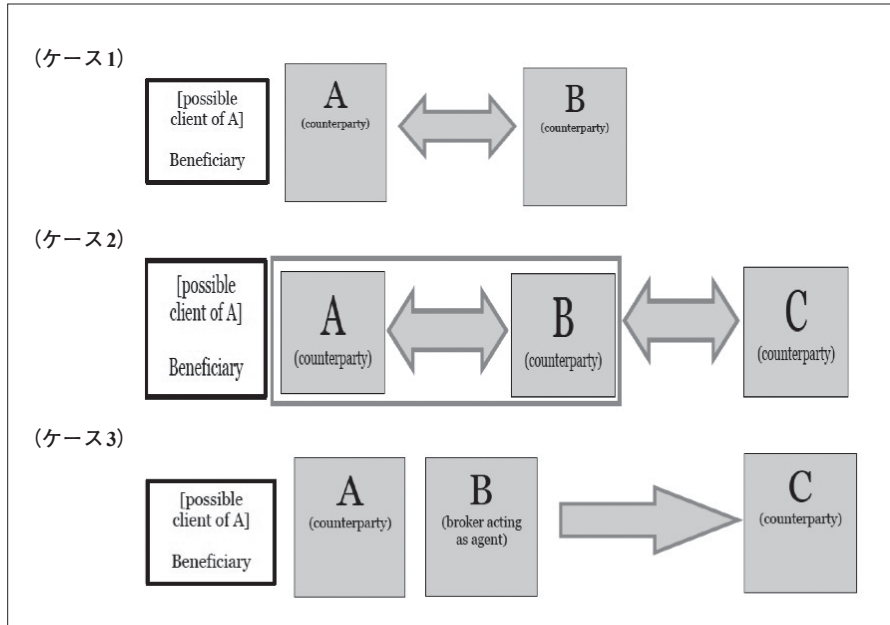 (ケース1)
[possible
client of A]
Beneficiary
A
(counterparty)
B
(counterparty)
(ケース2)
[possible
client of A]
Beneficiary
A
(counterparty)
B
(counterparty)
C
(counterparty)
(ケース3)
[possible
client of A]
Beneficiary
A
(counterparty)
B
(broker acting
as agent)
C
(counterparty)